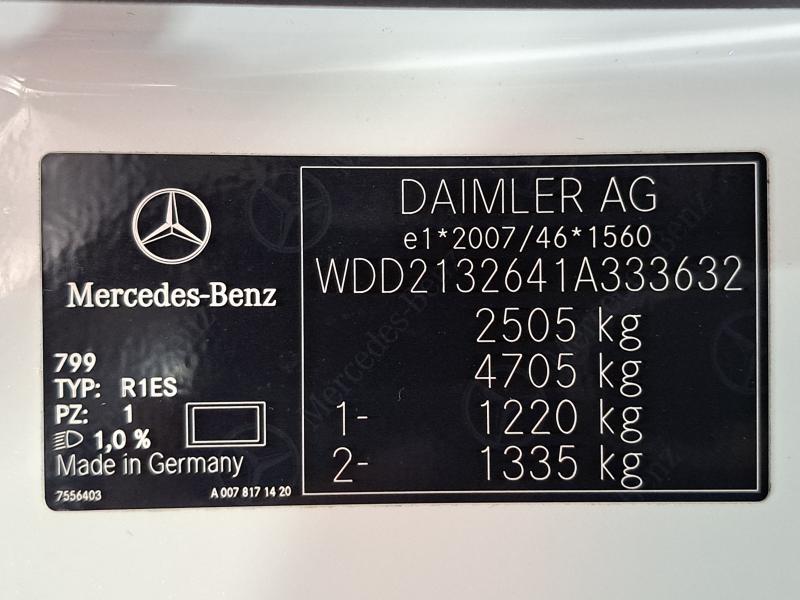 Mercedes-Benz
799
TYP: R1ES
PZ: 1
1,0 %
Made in Germany
7556403 A 007 817 14 20
DAIMLER AG
e1*2007/46*1560
WDD2132641A333632
2505 kg
4705 kg
1- 1220 kg
2- 1335 kg